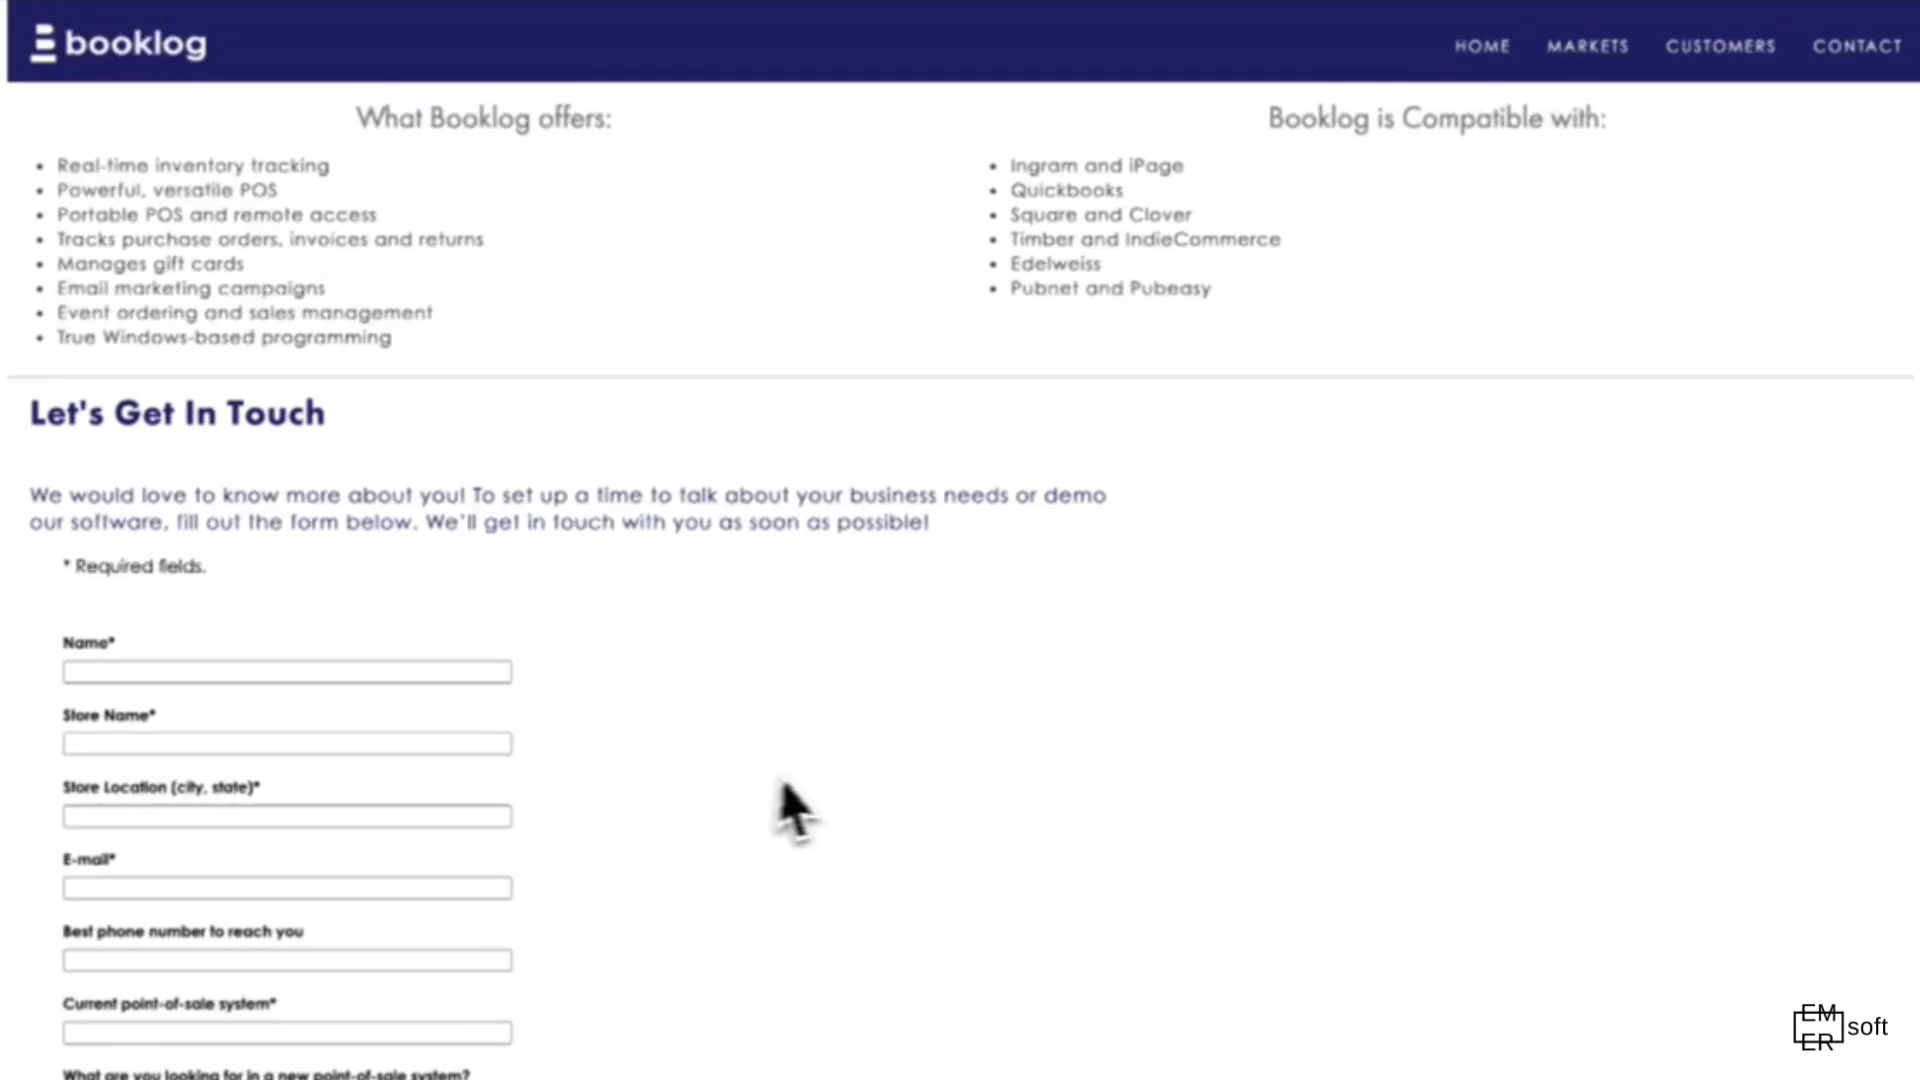 booklog
HOME MARKETS CUSTOMERS CONTACT
What Booklog offers:
• Real-time inventory tracking
• Powerful, versatile POS
• Portable POS and remote access
• Tracks purchase orders, invoices and returns
• Manages gift cards
• Email marketing campaigns
• Event ordering and sales management
• True Windows-based programming
Booklog is Compatible with:
• Ingram and iPage
• Quickbooks
• Square and Clover
• Timber and IndieCommerce
• Edelweiss
• Pubnet and Pubeasy
Let's Get In Touch
We would love to know more about you! To set up a time to talk about your business needs or demo
our software, fill out the form below. We'll get in touch with you as soon as possible!
* Required fields.
Name*
Store Name*
Store Location (city, state)*
E-mail*
Best phone number to reach you
Current point-of-sale system*
What are you looking for in a new point-of-sale system?
EM
ER soft